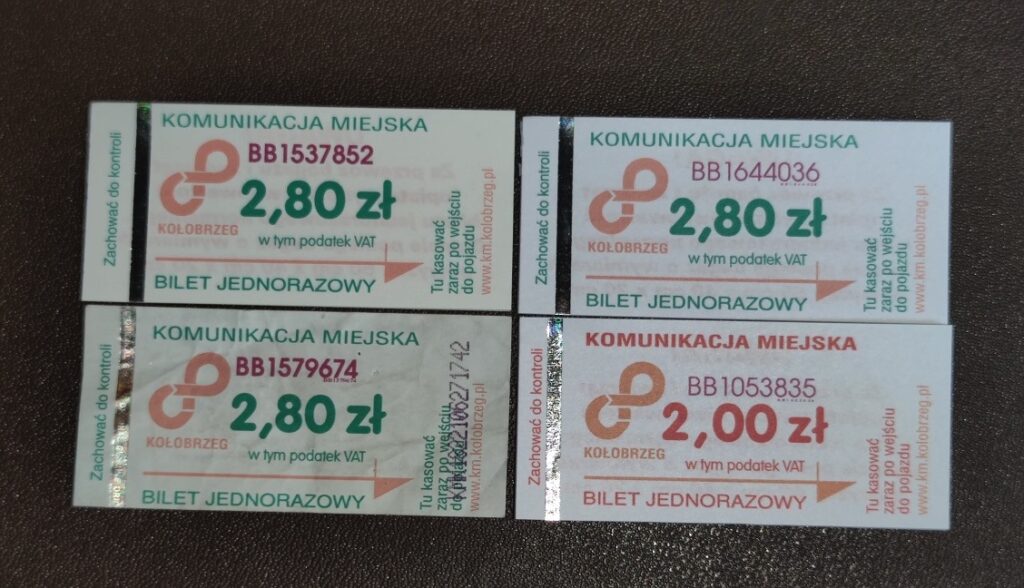 Zachować do kontroli
KOMUNIKACJA MIEJSKA
BB1537852
2,80 zł
KOŁOBRZEG
w tym podatek VAT
BILET JEDNORAZOWY
Tu kasować
zaraz po wejściu
do pojazdu
www.km.kolobrzeg.pl
Zachować do kontroli
KOMUNIKACJA MIEJSKA
BB1644036
2,80 zł
KOŁOBRZEG
w tym podatek VAT
BILET JEDNORAZOWY
Tu kasować
zaraz po wejściu
do pojazdu
www.km.kolobrzeg.pl
Zachować do kontroli
KOMUNIKACJA MIEJSKA
BB1579674
2,80 zł
KOŁOBRZEG
w tym podatek VAT
BILET JEDNORAZOWY
Tu kasować
zaraz po wejściu
do pojazdu
www.km.kolobrzeg.pl
Zachować do kontroli
KOMUNIKACJA MIEJSKA
BB1053835
2,00 zł
KOŁOBRZEG
w tym podatek VAT
BILET JEDNORAZOWY
Tu kasować
zaraz po wejściu
do pojazdu
www.km.kolobrzeg.pl